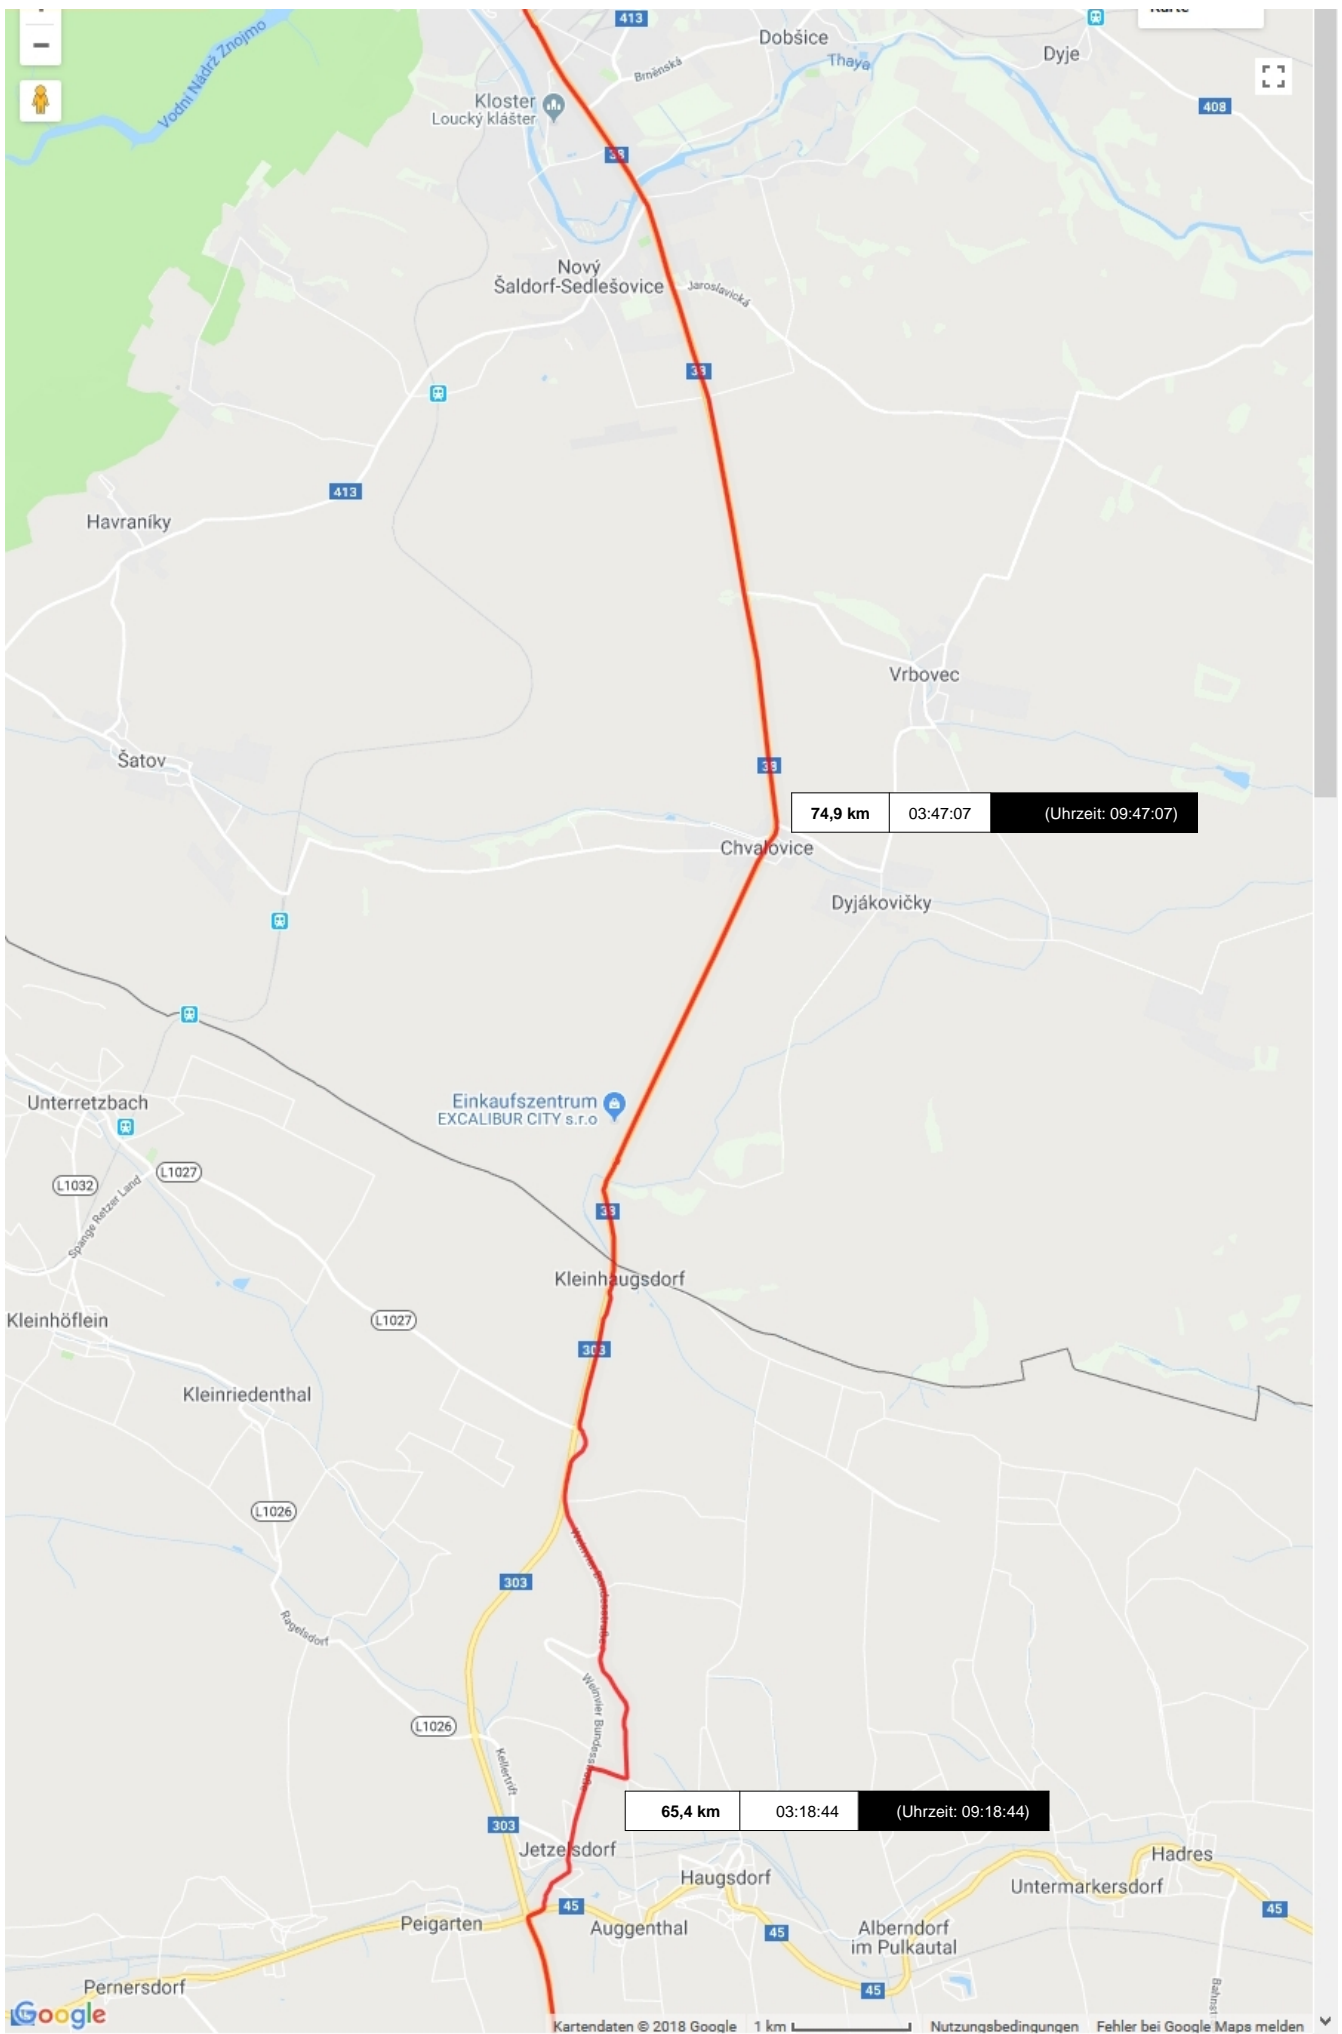 413
Dobšice
Dyje
Vodní Nádrž Znojmo
Brněnská
Thaya
Kloster
Loucký klášter
408
38
Nový
Šaldorf-Sedlešovice
Jaroslavická
38
413
Havraníky
Vrbovec
Šatov
38
74,9 km 03:47:07 (Uhrzeit: 09:47:07)
Chvalovice
Dyjákovičky
Unterretzbach
Einkaufszentrum
EXCALIBUR CITY s.r.o
L1027
L1032
Spange Retzer Land
38
Kleinhaugsdorf
Kleinhöflein
L1027
303
Kleinriedenthal
L1026
303
Ragelsdorf
Weinvier Bundesstraße
Weinvier Bundesstraße
L1026
Kellertrift
65,4 km 03:18:44 (Uhrzeit: 09:18:44)
303
Jetzelsdorf
Hadres
Haugsdorf
Untermarkersdorf
45
45
Peigarten
Auggenthal
45
Alberndorf
im Pulkautal
Pernersdorf
45
Google
Kartendaten © 2018 Google 1 km Nutzungsbedingungen Fehler bei Google Maps melden